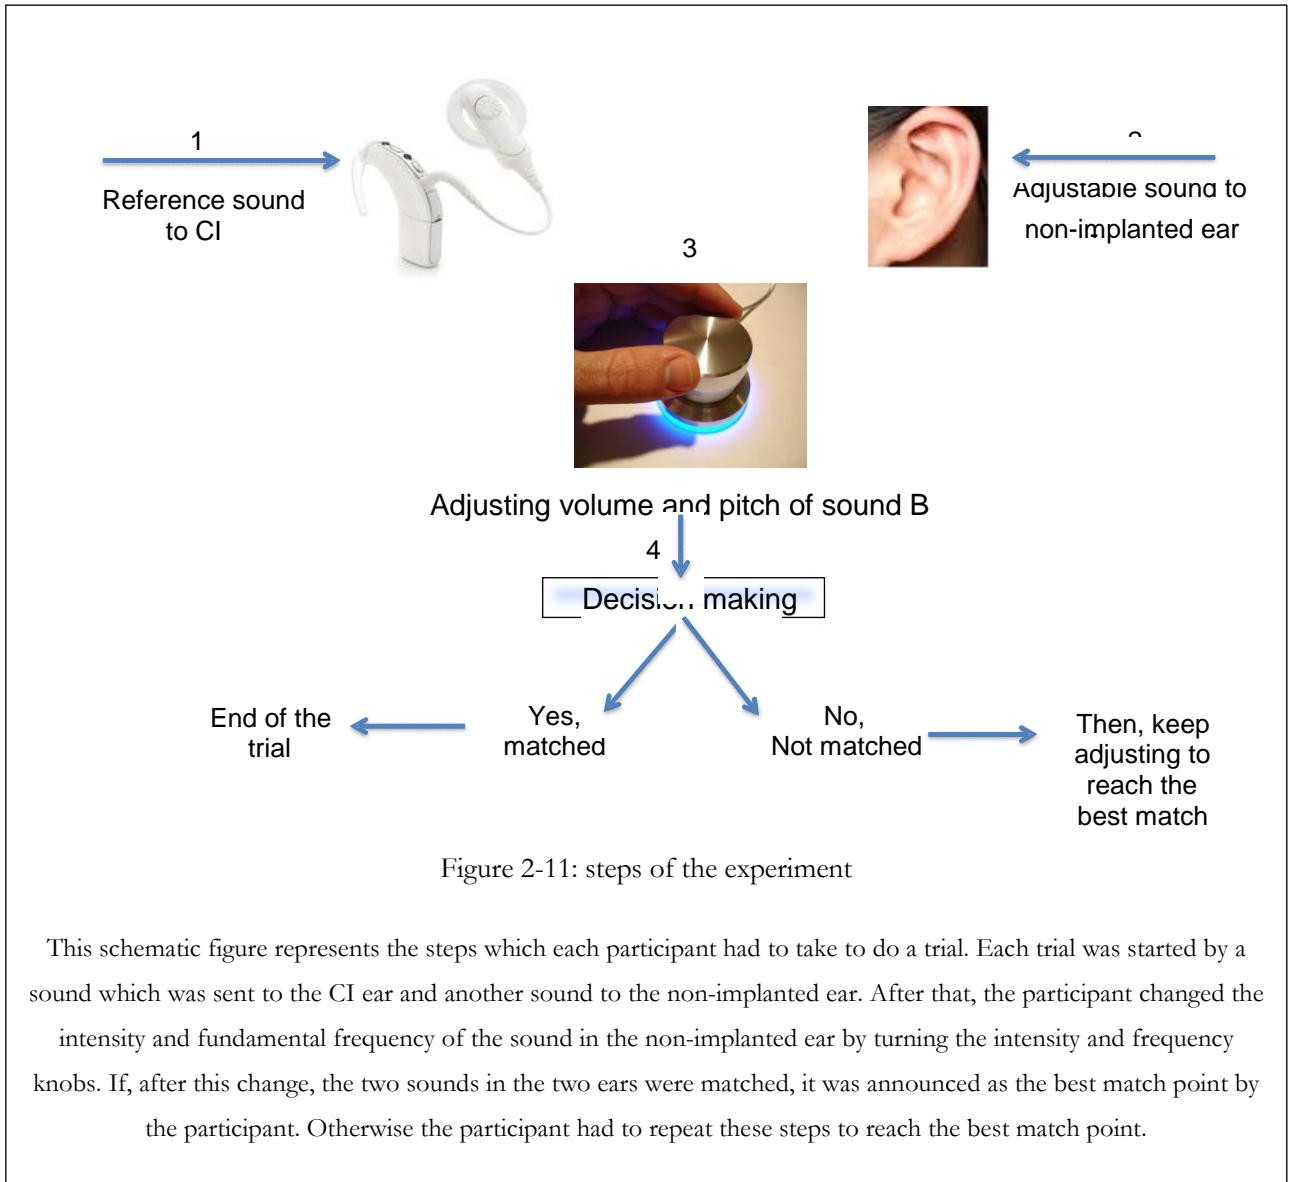 1
Reference sound
to CI
Adjustable sound to
non-implanted ear
3
Adjusting volume and pitch of sound B
4
Decision making
Yes,
matched
End of the
trial
No,
Not matched
Then, keep
adjusting to
reach the
best match
Figure 2-11: steps of the experiment
This schematic figure represents the steps which each participant had to take to do a trial. Each trial was started by a
sound which was sent to the CI ear and another sound to the non-implanted ear. After that, the participant changed the
intensity and fundamental frequency of the sound in the non-implanted ear by turning the intensity and frequency
knobs. If, after this change, the two sounds in the two ears were matched, it was announced as the best match point by
the participant. Otherwise the participant had to repeat these steps to reach the best match point.